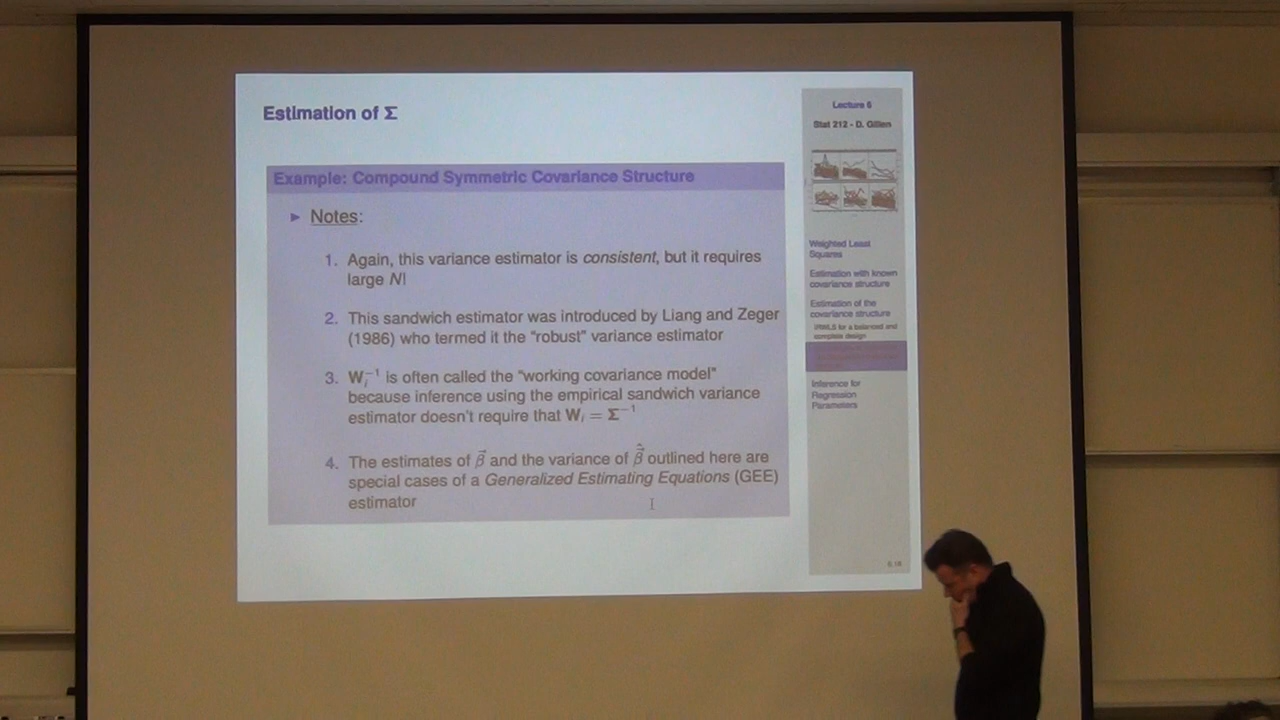 Estimation of Σ
Example: Compound Symmetric Covariance Structure
► Notes:
1. Again, this variance estimator is consistent, but it requires
large N!
2. This sandwich estimator was introduced by Liang and Zeger
(1986) who termed it the "robust" variance estimator
3. W_i^{-1} is often called the "working covariance model"
because inference using the empirical sandwich variance
estimator doesn't require that W_i = Σ^{-1}
4. The estimates of β⃗ and the variance of β⃗̂ outlined here are
special cases of a Generalized Estimating Equations (GEE)
estimator
Lecture 6
Stat 212 - D. Gillen
Weighted Least
Squares
Estimation with known
covariance structure
Estimation of the
covariance structure
IRWLS for a balanced and
complete design
Inference for
Regression
Parameters